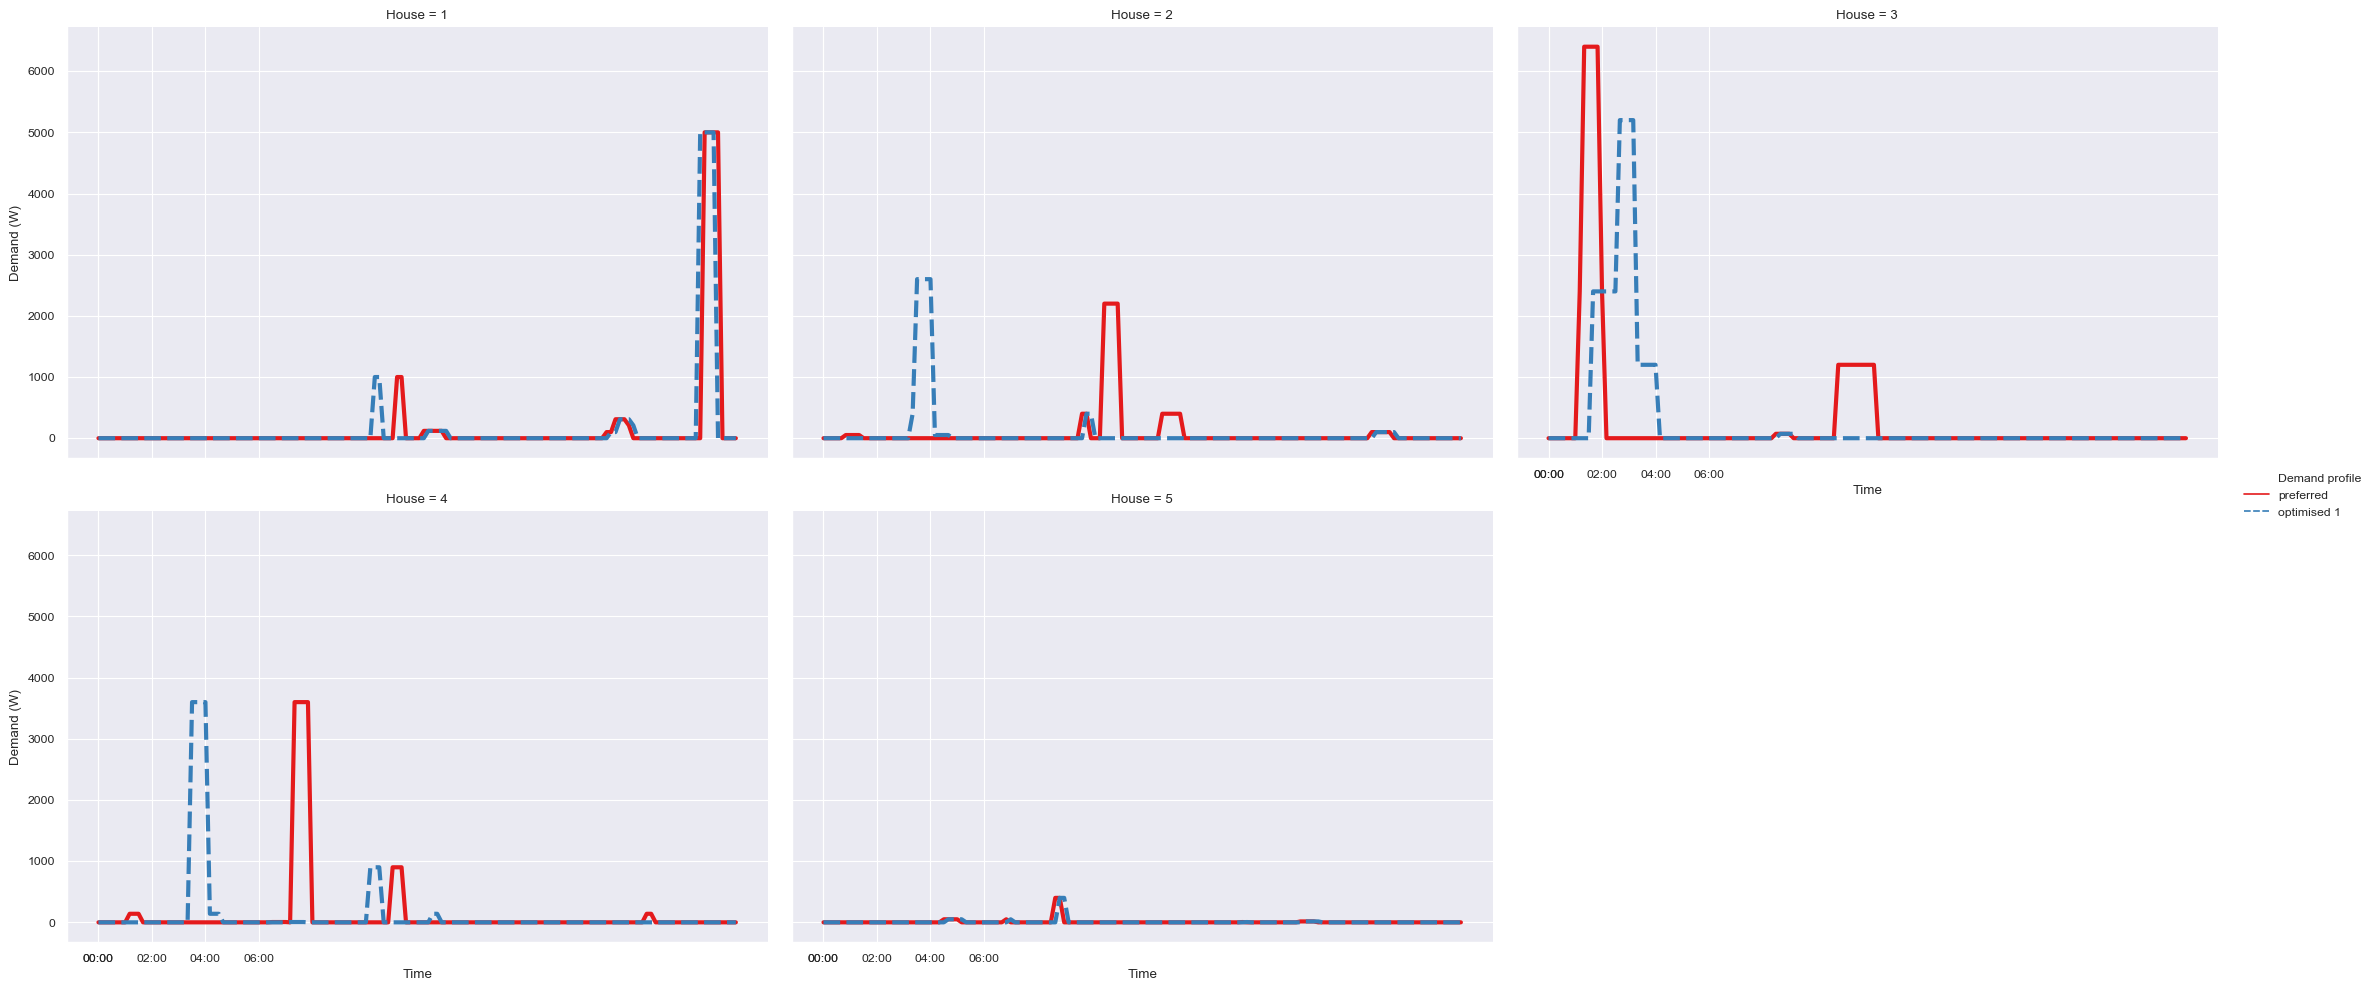 House = 1
House = 2
House = 3
6000
5000
4000
3000
2000
1000
0
Demand (W)
00:00 02:00 04:00 06:00
Time
Demand profile
preferred
optimised 1
House = 4
House = 5
6000
5000
4000
3000
2000
1000
0
Demand (W)
00:00 02:00 04:00 06:00
Time
00:00 02:00 04:00 06:00
Time